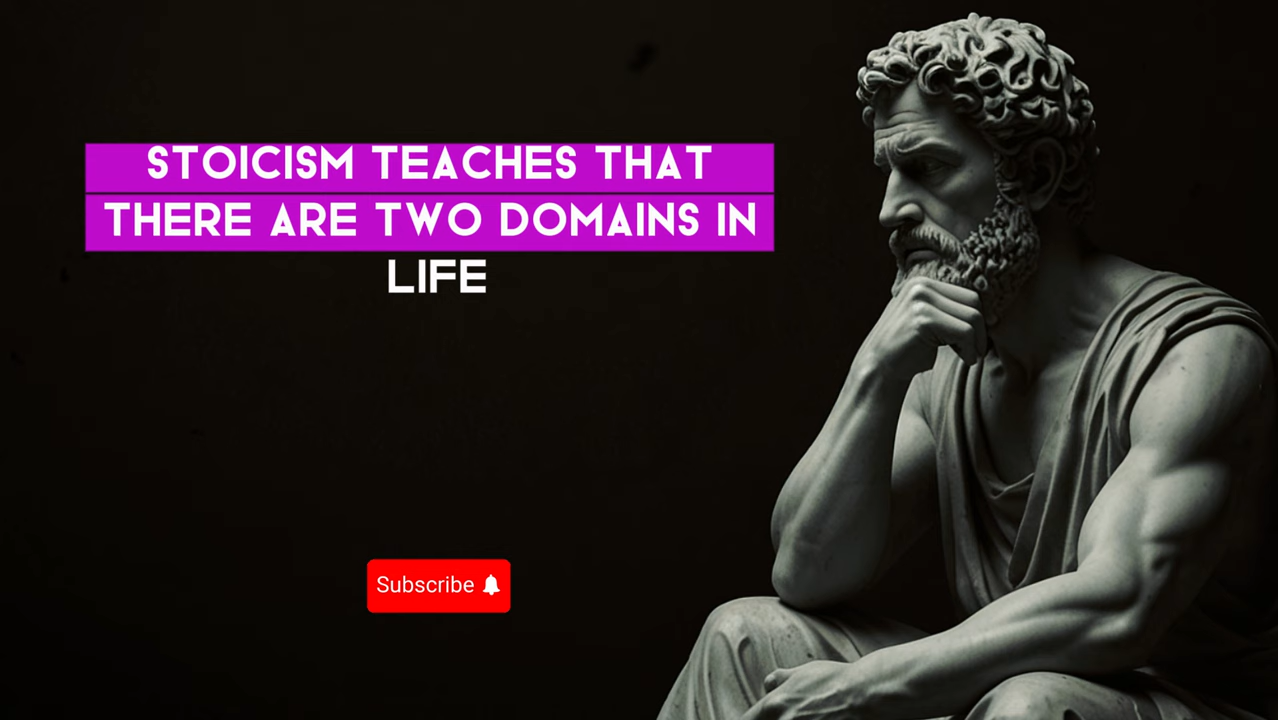 STOICISM TEACHES THAT
THERE ARE TWO DOMAINS IN
LIFE
Subscribe